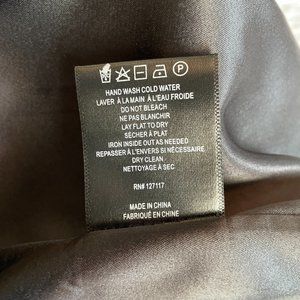 HAND WASH COLD WATER
LAVER À LA MAIN À L'EAU FROIDE
DO NOT BLEACH
NE PAS BLANCHIR
LAY FLAT TO DRY
SÉCHER À PLAT
IRON INSIDE OUT AS NEEDED
REPASSER À L'ENVERS SI NÉCESSAIRE
DRY CLEAN
NETTOYAGE À SEC
RN# 127117
MADE IN CHINA
FABRIQUÉ EN CHINE